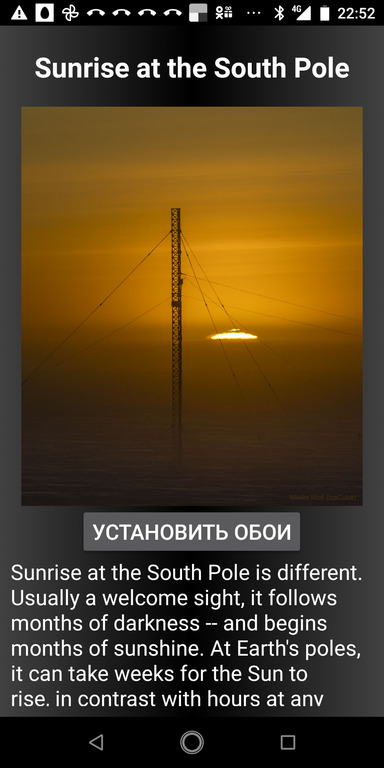 4G 22:52
Sunrise at the South Pole
УСТАНОВИТЬ ОБОИ
Sunrise at the South Pole is different.
Usually a welcome sight, it follows
months of darkness -- and begins
months of sunshine. At Earth's poles,
it can take weeks for the Sun to
rise. in contrast with hours at any